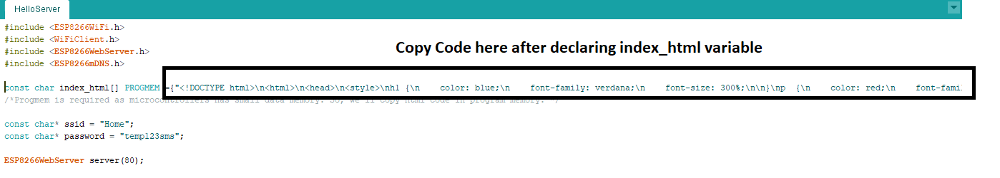 HelloServer
#include <ESP8266WiFi.h>
#include <WiFiClient.h>
#include <ESP8266WebServer.h>
#include <ESP8266mDNS.h>
Copy Code here after declaring index_html variable
const char index_html[] PROGMEM ={"<!DOCTYPE html>\n<html>\n<head>\n<style>\nh1 {\n    color: blue;\n    font-family: verdana;\n    font-size: 300%;\n\n}\np  {\n    color: red;\n    font-fami
/*Progmem is required as microcontrollers has small data memory. So, we'll copy html code in program memory. */
const char* ssid = "Home";
const char* password = "temp123sms";
ESP8266WebServer server(80);